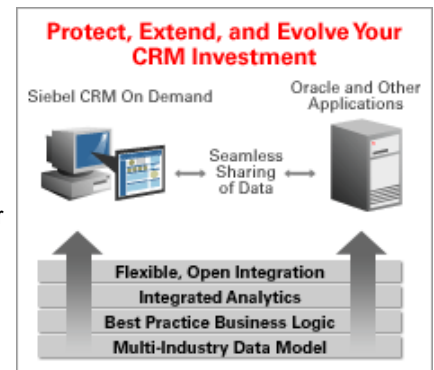 Protect, Extend, and Evolve Your
CRM Investment
Siebel CRM On Demand
Oracle and Other
Applications
Seamless
Sharing
of Data
r
Flexible, Open Integration
Integrated Analytics
Best Practice Business Logic
Multi-Industry Data Model